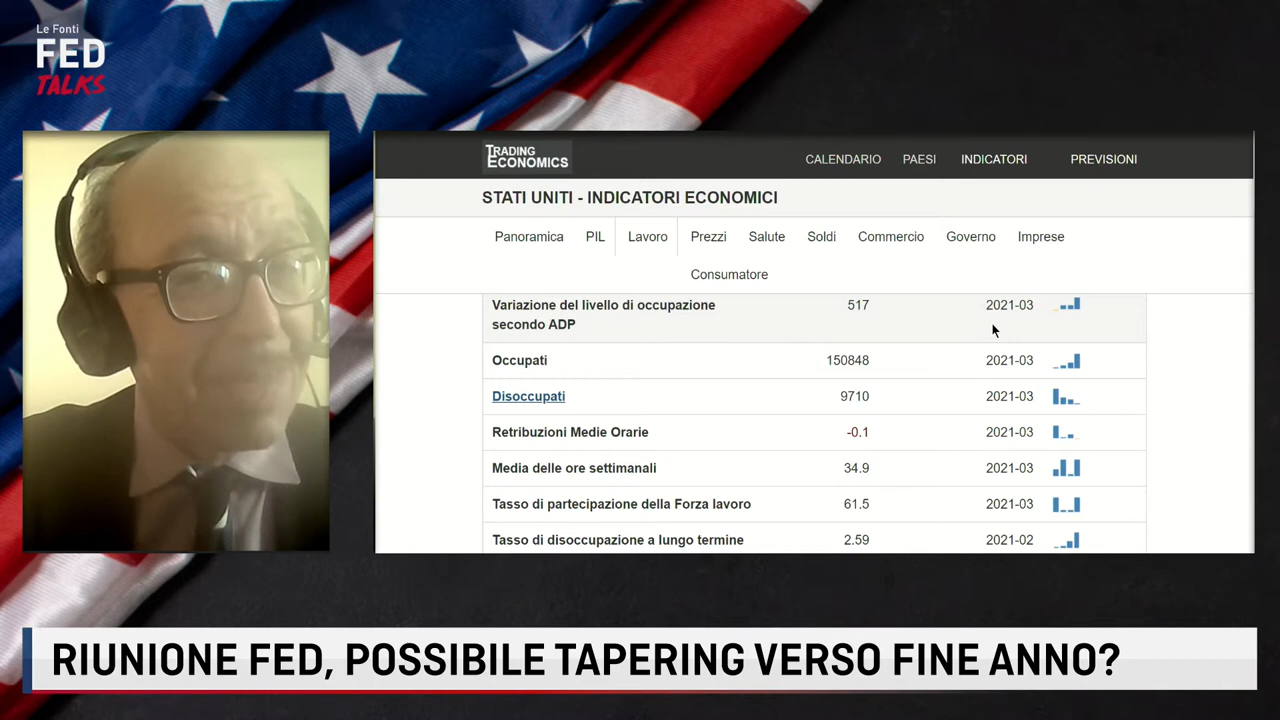 Le Fonti
FED
TALKS
TRADING
ECONOMICS
CALENDARIO PAESI INDICATORI PREVISIONI
STATI UNITI - INDICATORI ECONOMICI
Panoramica PIL Lavoro Prezzi Salute Soldi Commercio Governo Imprese
Consumatore
Variazione del livello di occupazione 517 2021-03
secondo ADP
Occupati 150848 2021-03
Disoccupati 9710 2021-03
Retribuzioni Medie Orarie -0.1 2021-03
Media delle ore settimanali 34.9 2021-03
Tasso di partecipazione della Forza lavoro 61.5 2021-03
Tasso di disoccupazione a lungo termine 2.59 2021-02
RIUNIONE FED, POSSIBILE TAPERING VERSO FINE ANNO?